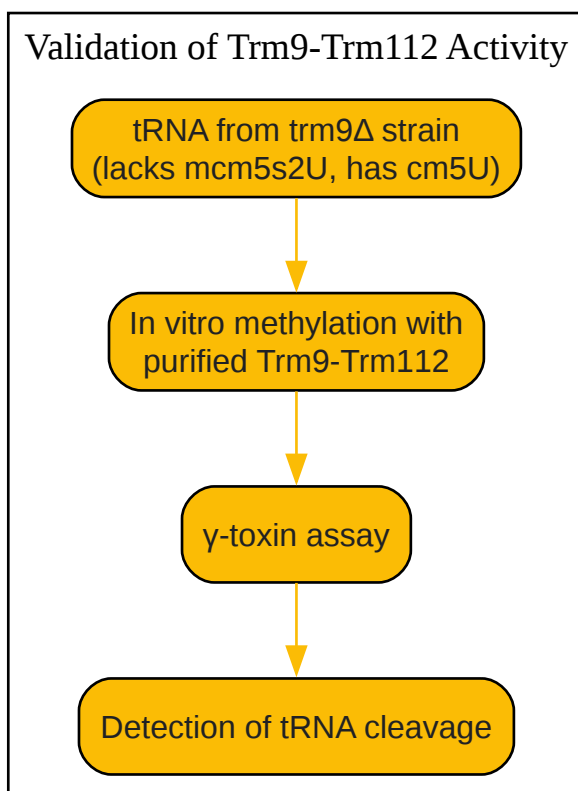 Validation of Trm9-Trm112 Activity
tRNA from trm9Δ strain
(lacks mcm5s2U, has cm5U)
In vitro methylation with
purified Trm9-Trm112
γ-toxin assay
Detection of tRNA cleavage